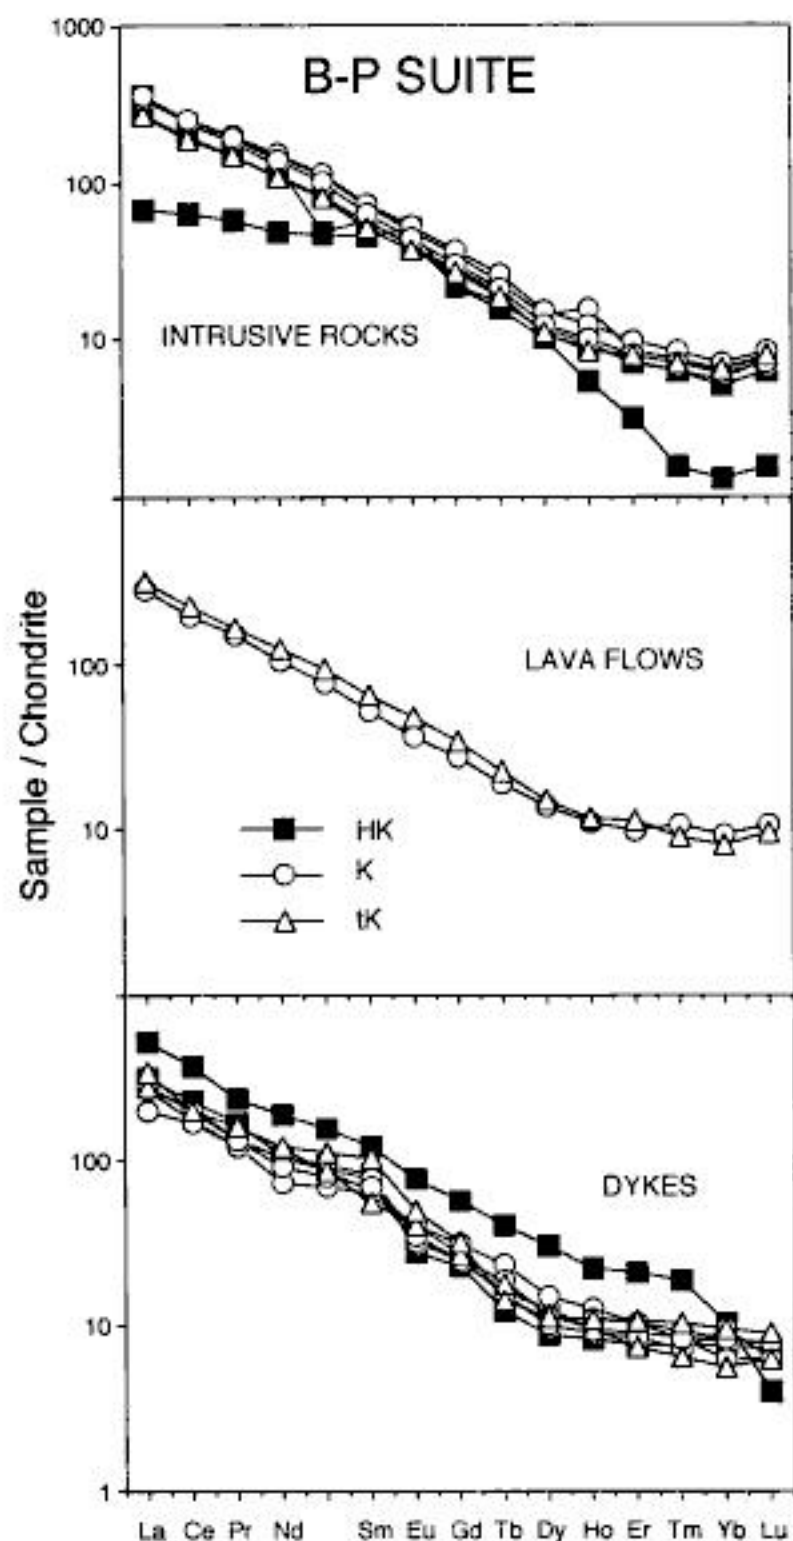 1000
B-P SUITE
100
10
INTRUSIVE ROCKS
Sample / Chondrite
100
LAVA FLOWS
10
HK
K
tK
100
DYKES
10
1
La Ce Pr Nd Sm Eu Gd Tb Dy Ho Er Tm Yb Lu